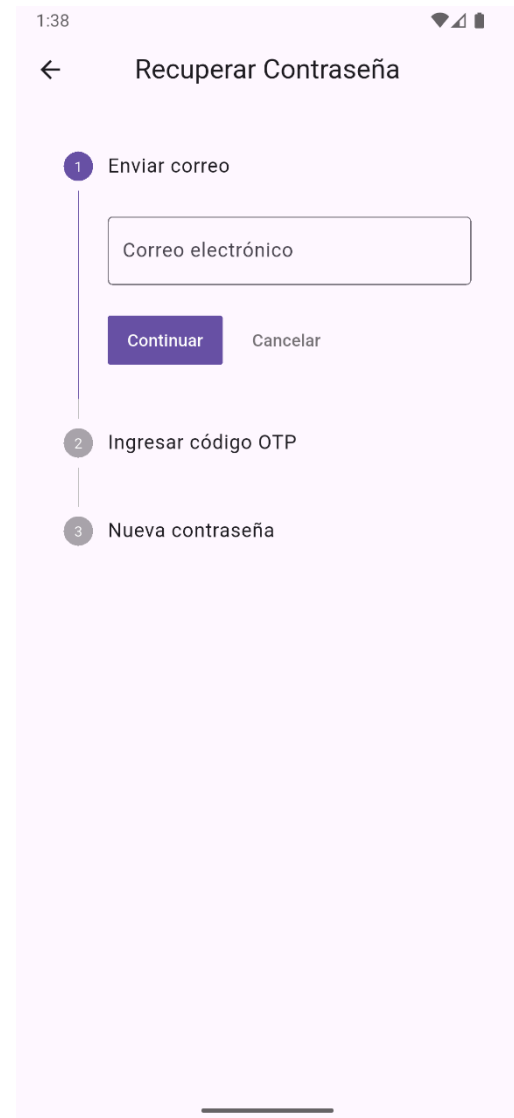 1:38
Recuperar Contraseña
1 Enviar correo
Correo electrónico
Continuar Cancelar
2 Ingresar código OTP
3 Nueva contraseña